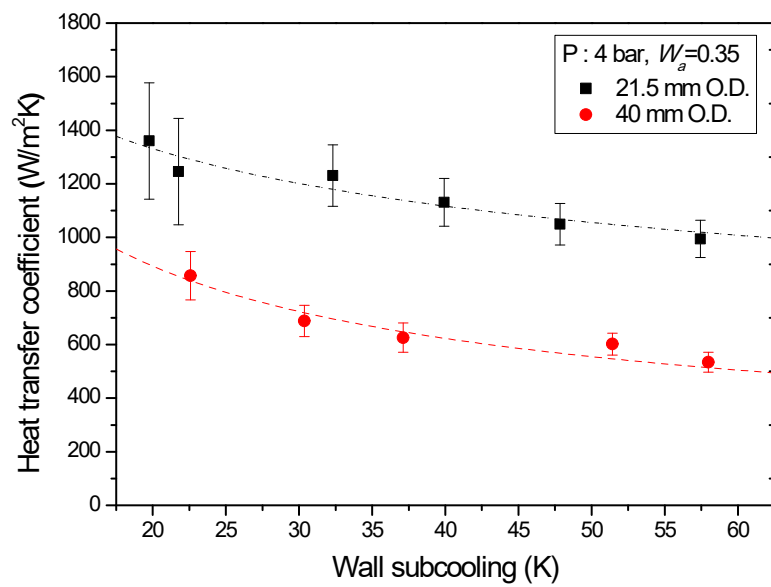 1800
1600
1400
1200
1000
800
600
400
200
0
Heat transfer coefficient (W/m²K)
P : 4 bar, Wₐ=0.35
21.5 mm O.D.
40 mm O.D.
20 25 30 35 40 45 50 55 60
Wall subcooling (K)